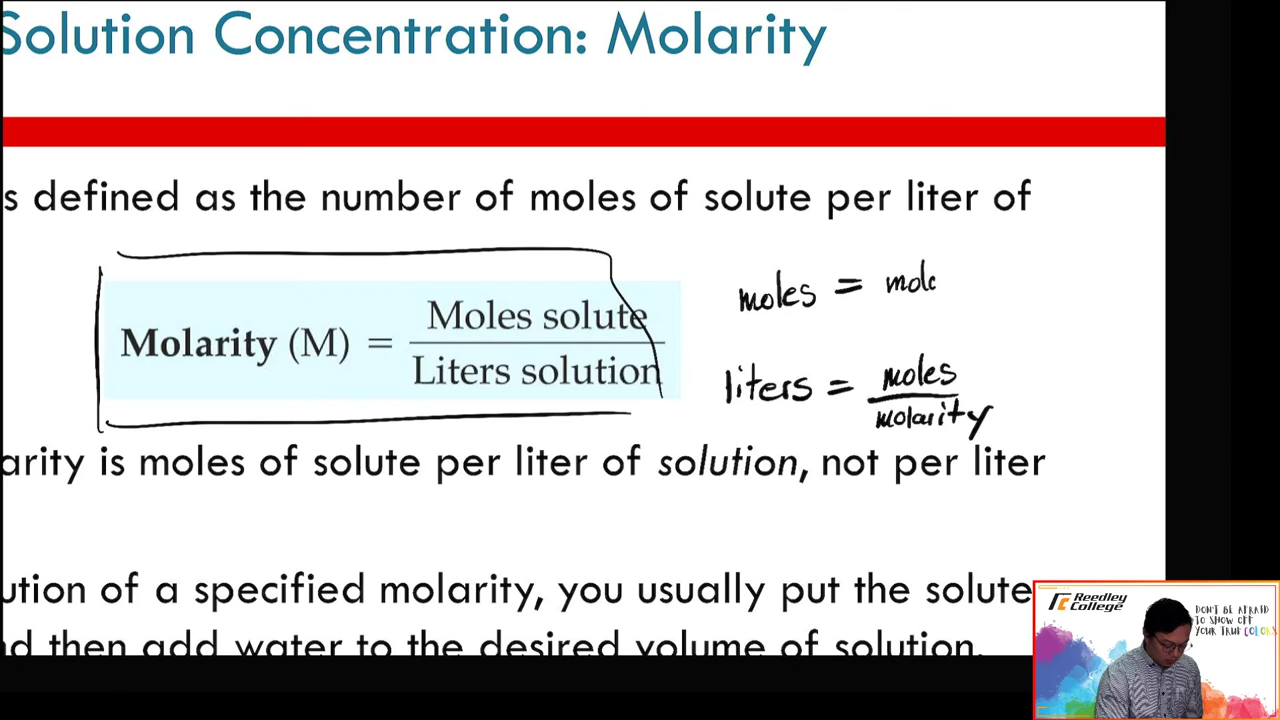 Solution Concentration: Molarity
s defined as the number of moles of solute per liter of
Molarity (M) = Moles solute
Liters solution
moles = mola
liters = moles
molarity
arity is moles of solute per liter of solution, not per liter
ution of a specified molarity, you usually put the solute
nd then add water to the desired volume of solution.
Reedley
College
DON'T BE AFRAID
TO SHOW OFF
YOUR TRUE COLORS